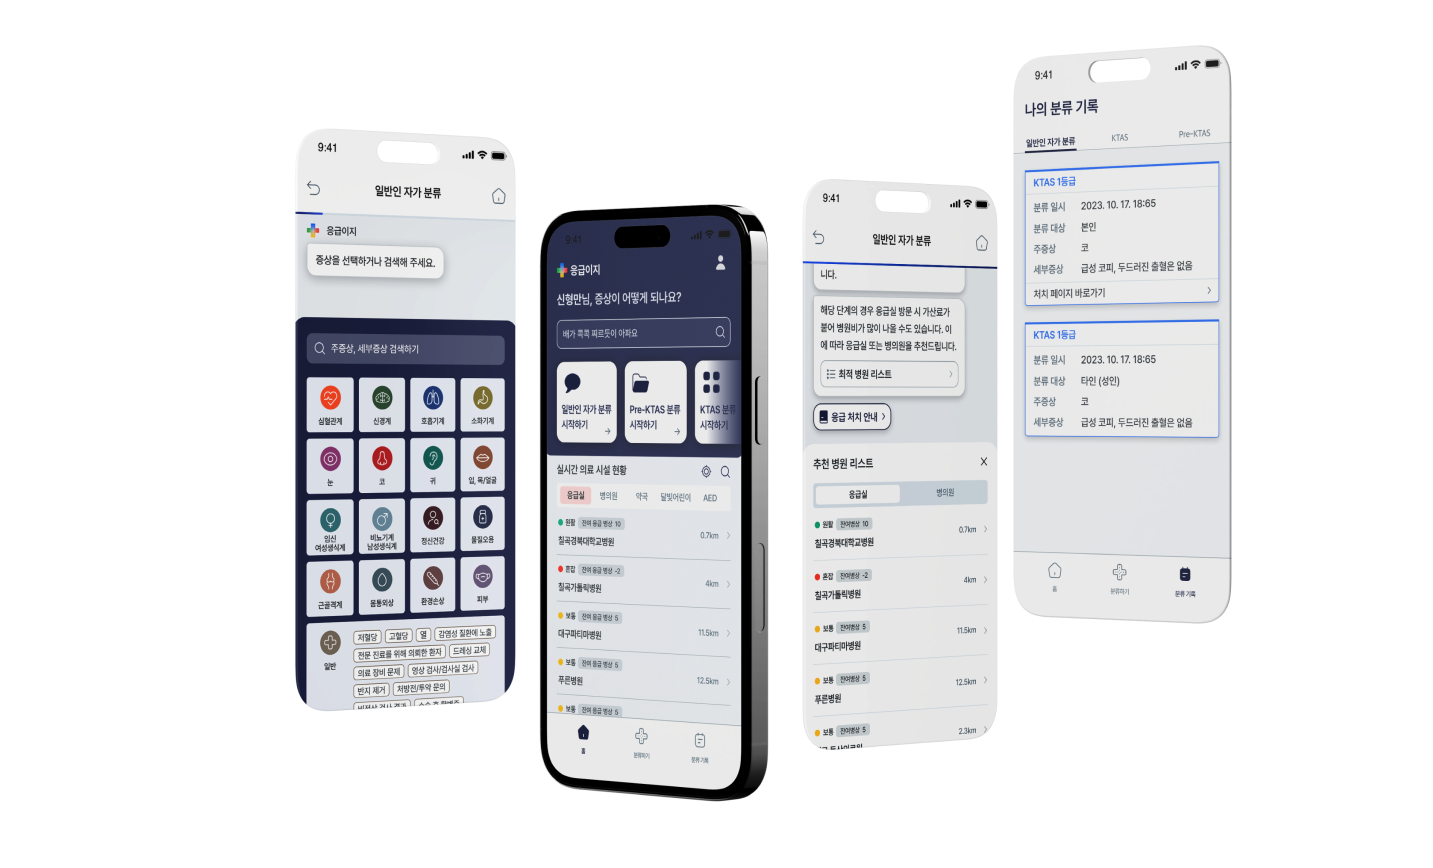 9:41
일반인 자가 분류
응급이지
증상을 선택하거나 검색해 주세요.
주증상, 세부증상 검색하기
심혈관계
신경계
호흡기계
소화기계
눈
코
귀
입, 목/얼굴
임신
여성생식계
비뇨기계
남성생식계
정신건강
물질오용
근골격계
몸통외상
환경손상
피부
일반
저혈당
고혈당
열
감염성 질환에 노출
전문 진료를 위해 의뢰한 환자
드레싱 교체
의료 장비 문제
영상 검사/검사실 검사
반지 제거
처방전/투약 문의
9:41
응급이지
신형만님, 증상이 어떻게 되나요?
배가 콕콕 찌르듯이 아파요
일반인 자가 분류
시작하기
Pre-KTAS 분류
시작하기
KTAS 분류
시작하기
실시간 의료 시설 현황
응급실
병의원
약국
달빛어린이
AED
원활 잔여 응급 병상 10
칠곡경북대학교병원
0.7km
혼잡 잔여 응급 병상 -2
칠곡가톨릭병원
4km
보통 잔여 응급 병상 5
대구파티마병원
11.5km
보통 잔여 응급 병상 5
푸른병원
12.5km
보통 잔여 응급 병상 5
홈
분류하기
분류 기록
9:41
일반인 자가 분류
니다.
해당 단계의 경우 응급실 방문 시 가산료가
붙어 병원비가 많이 나올 수도 있습니다. 이
에 따라 응급실 또는 병의원을 추천드립니다.
최적 병원 리스트
응급 처치 안내
추천 병원 리스트
응급실
병의원
원활 잔여병상 10
칠곡경북대학교병원
0.7km
혼잡 잔여병상 -2
칠곡가톨릭병원
4km
보통 잔여병상 5
대구파티마병원
11.5km
보통 잔여병상 5
푸른병원
12.5km
보통 잔여병상 5
2.3km
9:41
나의 분류 기록
일반인 자가 분류
KTAS
Pre-KTAS
KTAS 1등급
분류 일시 2023. 10. 17. 18:65
분류 대상 본인
주증상 코
세부증상 급성 코피, 두드러진 출혈은 없음
처치 페이지 바로가기
KTAS 1등급
분류 일시 2023. 10. 17. 18:65
분류 대상 타인 (성인)
주증상 코
세부증상 급성 코피, 두드러진 출혈은 없음
홈
분류하기
분류 기록